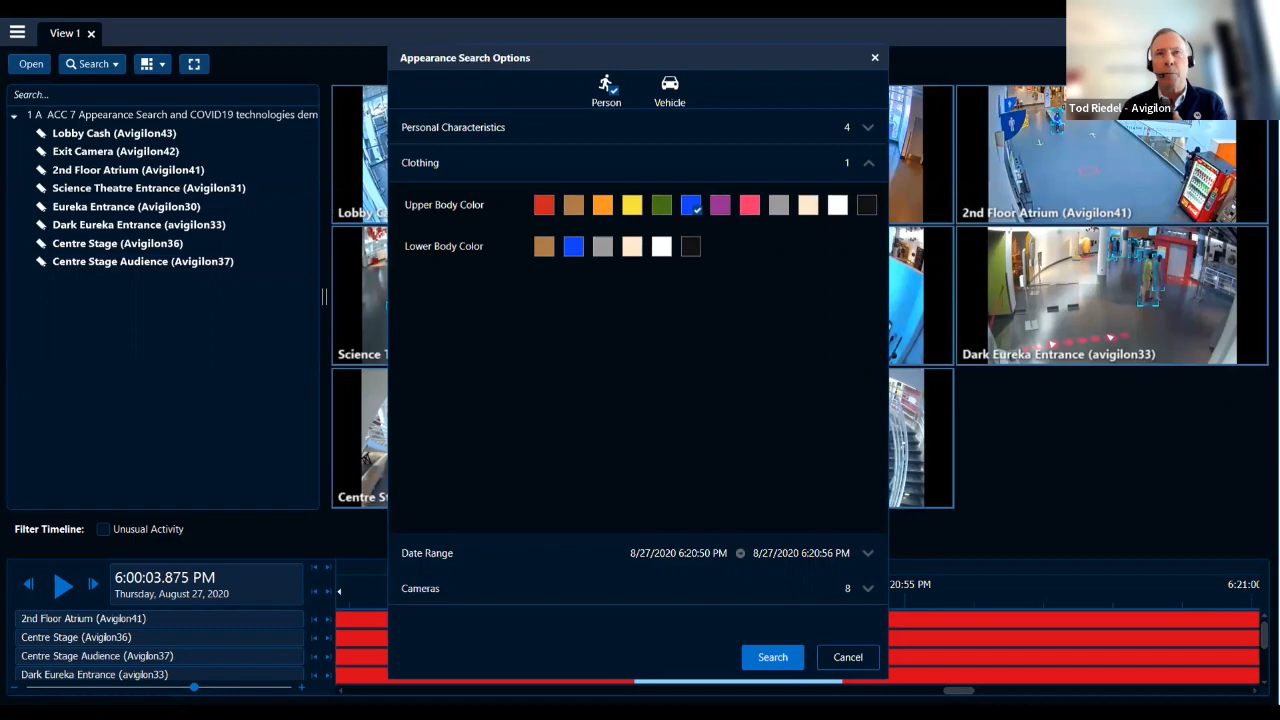 View 1
Open
Search
Search...
1 A ACC 7 Appearance Search and COVID19 technologies dem
Lobby Cash (Avigilon43)
Exit Camera (Avigilon42)
2nd Floor Atrium (Avigilon41)
Science Theatre Entrance (Avigilon31)
Eureka Entrance (Avigilon30)
Dark Eureka Entrance (avigilon33)
Centre Stage (Avigilon36)
Centre Stage Audience (Avigilon37)
Filter Timeline:
Unusual Activity
Appearance Search Options
Person
Vehicle
Personal Characteristics 4
Clothing 1
Upper Body Color
Lower Body Color
Date Range 8/27/2020 6:20:50 PM 8/27/2020 6:20:56 PM
Cameras 8
Search
Cancel
Lobby C
Science T
Centre St
Tod Riedel - Avigilon
2nd Floor Atrium (Avigilon41)
Dark Eureka Entrance (avigilon33)
6:00:03.875 PM
Thursday, August 27, 2020
:20:55 PM
6:21:00
2nd Floor Atrium (Avigilon41)
Centre Stage (Avigilon36)
Centre Stage Audience (Avigilon37)
Dark Eureka Entrance (avigilon33)